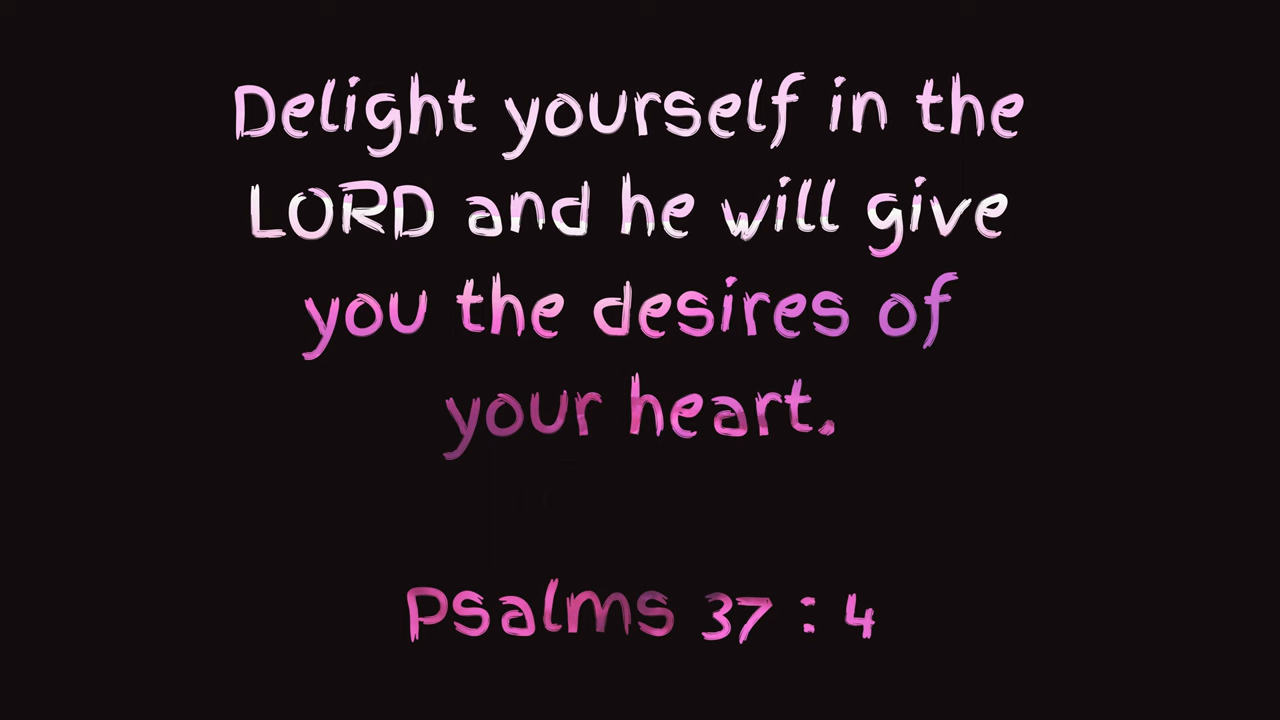 Delight yourself in the
LORD and he will give
you the desires of
your heart.
Psalms 37 : 4